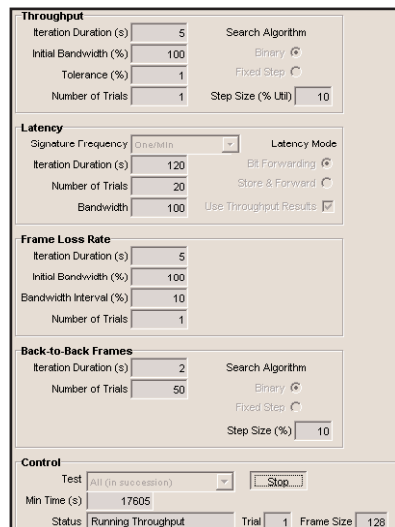 Throughput
Iteration Duration (s) 5 Search Algorithm
Initial Bandwidth (%) 100 Binary
Tolerance (%) 1 Fixed Step
Number of Trials 1 Step Size (% Util) 10
Latency
Signature Frequency One/Min Latency Mode
Iteration Duration (s) 120 Bit Forwarding
Number of Trials 20 Store & Forward
Bandwidth 100 Use Throughput Results
Frame Loss Rate
Iteration Duration (s) 5
Initial Bandwidth (%) 100
Bandwidth Interval (%) 10
Number of Trials 1
Back-to-Back Frames
Iteration Duration (s) 2 Search Algorithm
Number of Trials 50 Binary
Fixed Step
Step Size (%) 10
Control
Test All (in succession) Stop
Min Time (s) 17605
Status Running Throughput Trial 1 Frame Size 128